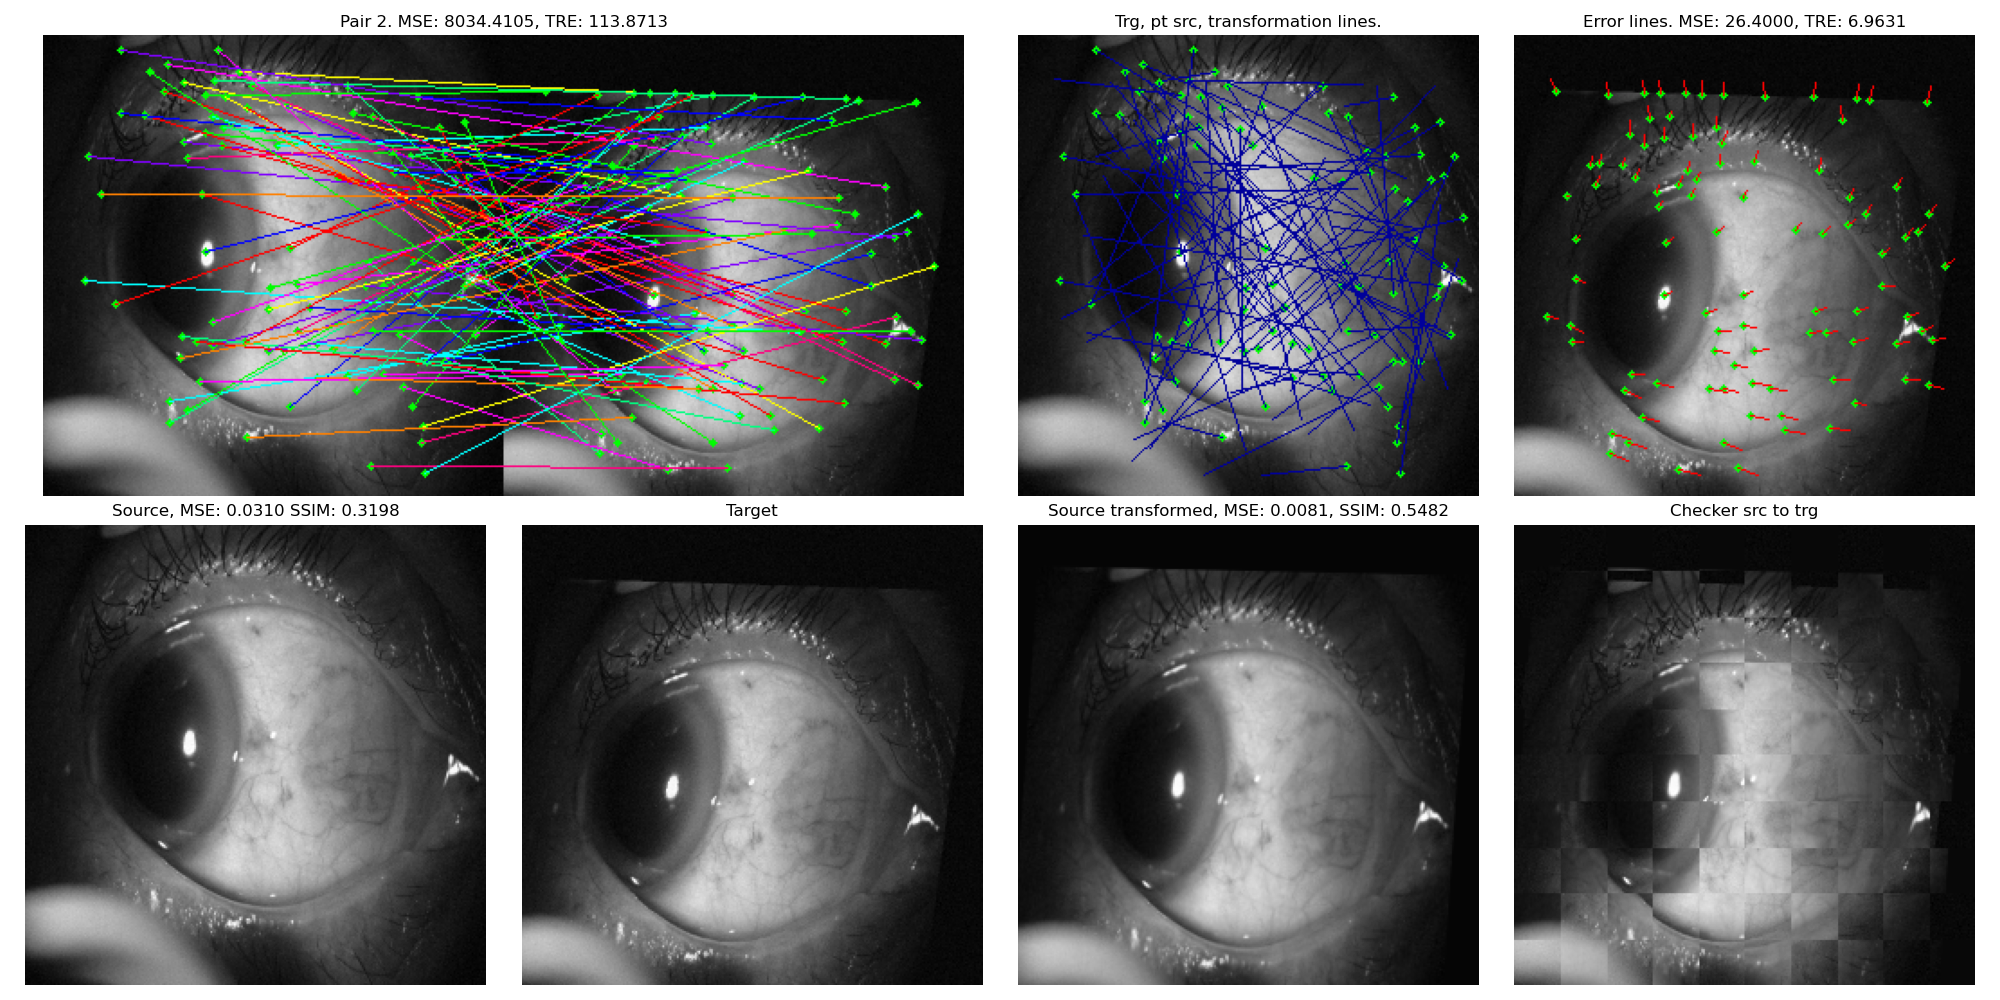 Pair 2. MSE: 8034.4105, TRE: 113.8713
Trg, pt src, transformation lines.
Error lines. MSE: 26.4000, TRE: 6.9631
Source, MSE: 0.0310 SSIM: 0.3198
Target
Source transformed, MSE: 0.0081, SSIM: 0.5482
Checker src to trg